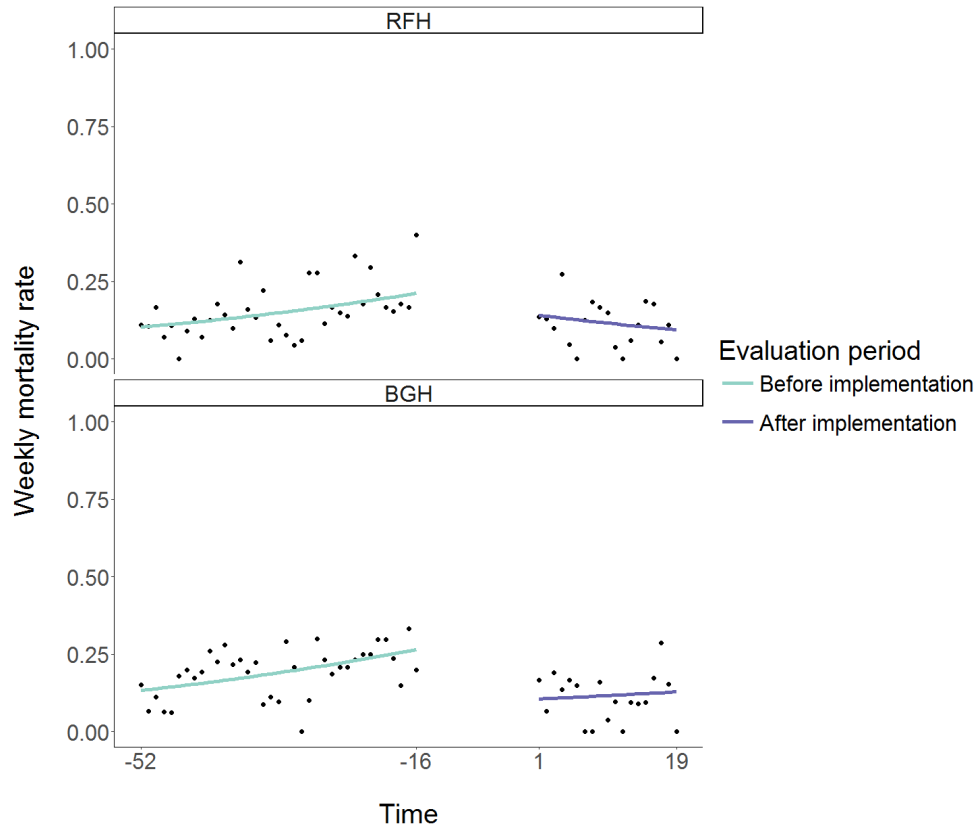 RFH
1.00
0.75
0.50
0.25
0.00
BGH
1.00
0.75
0.50
0.25
0.00
-52
-16
1
19
Time
Weekly mortality rate
Evaluation period
Before implementation
After implementation